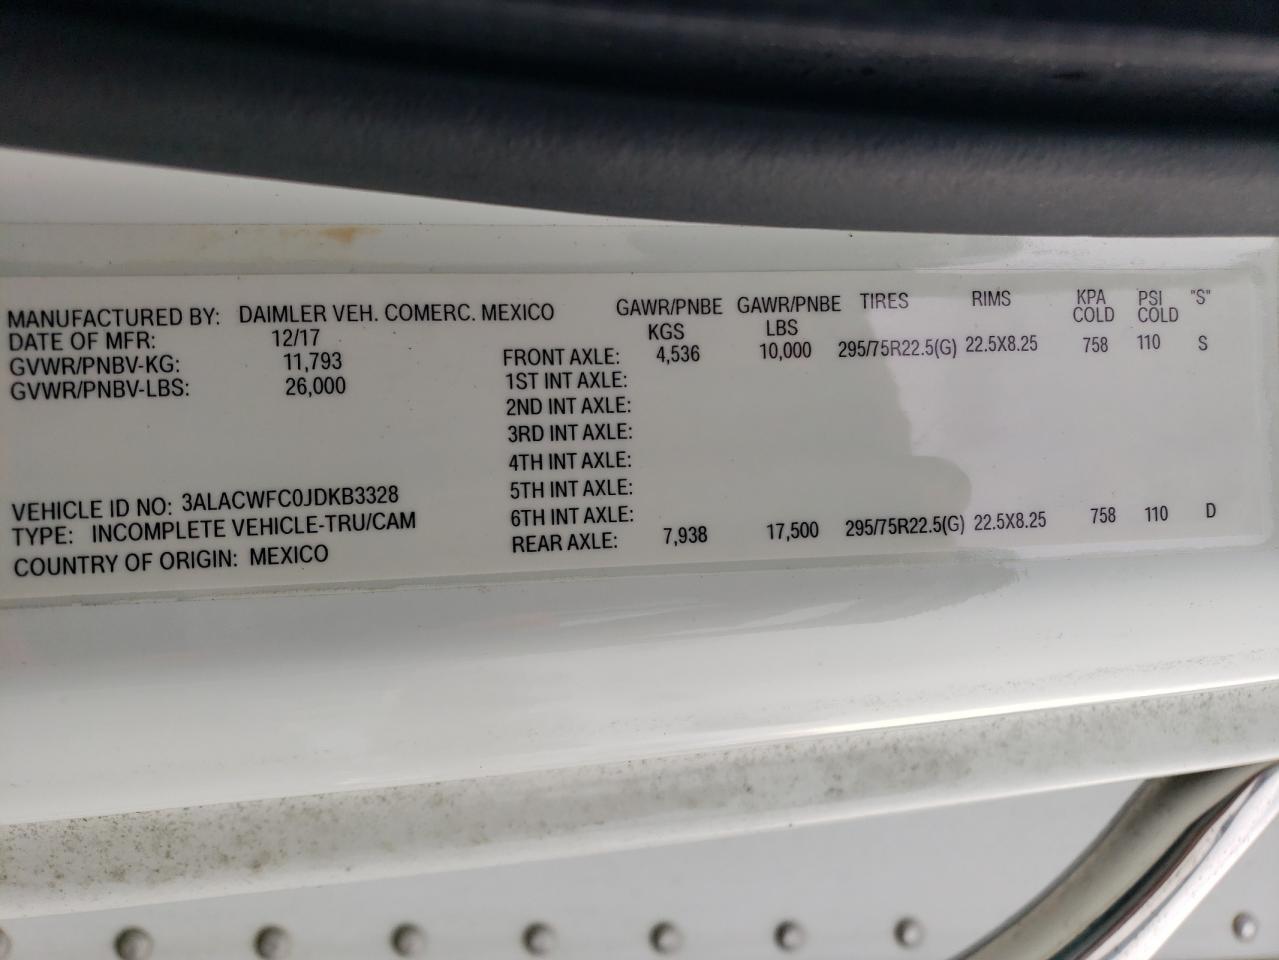 MANUFACTURED BY: DAIMLER VEH. COMERC. MEXICO
DATE OF MFR: 12/17
GVWR/PNBV-KG: 11,793
GVWR/PNBV-LBS: 26,000
VEHICLE ID NO: 3ALACWFC0JDKB3328
TYPE: INCOMPLETE VEHICLE-TRU/CAM
COUNTRY OF ORIGIN: MEXICO
GAWR/PNBE KGS GAWR/PNBE LBS TIRES RIMS KPA COLD PSI COLD "S"
FRONT AXLE: 4,536 10,000 295/75R22.5(G) 22.5X8.25 758 110 S
1ST INT AXLE:
2ND INT AXLE:
3RD INT AXLE:
4TH INT AXLE:
5TH INT AXLE:
6TH INT AXLE:
REAR AXLE: 7,938 17,500 295/75R22.5(G) 22.5X8.25 758 110 D